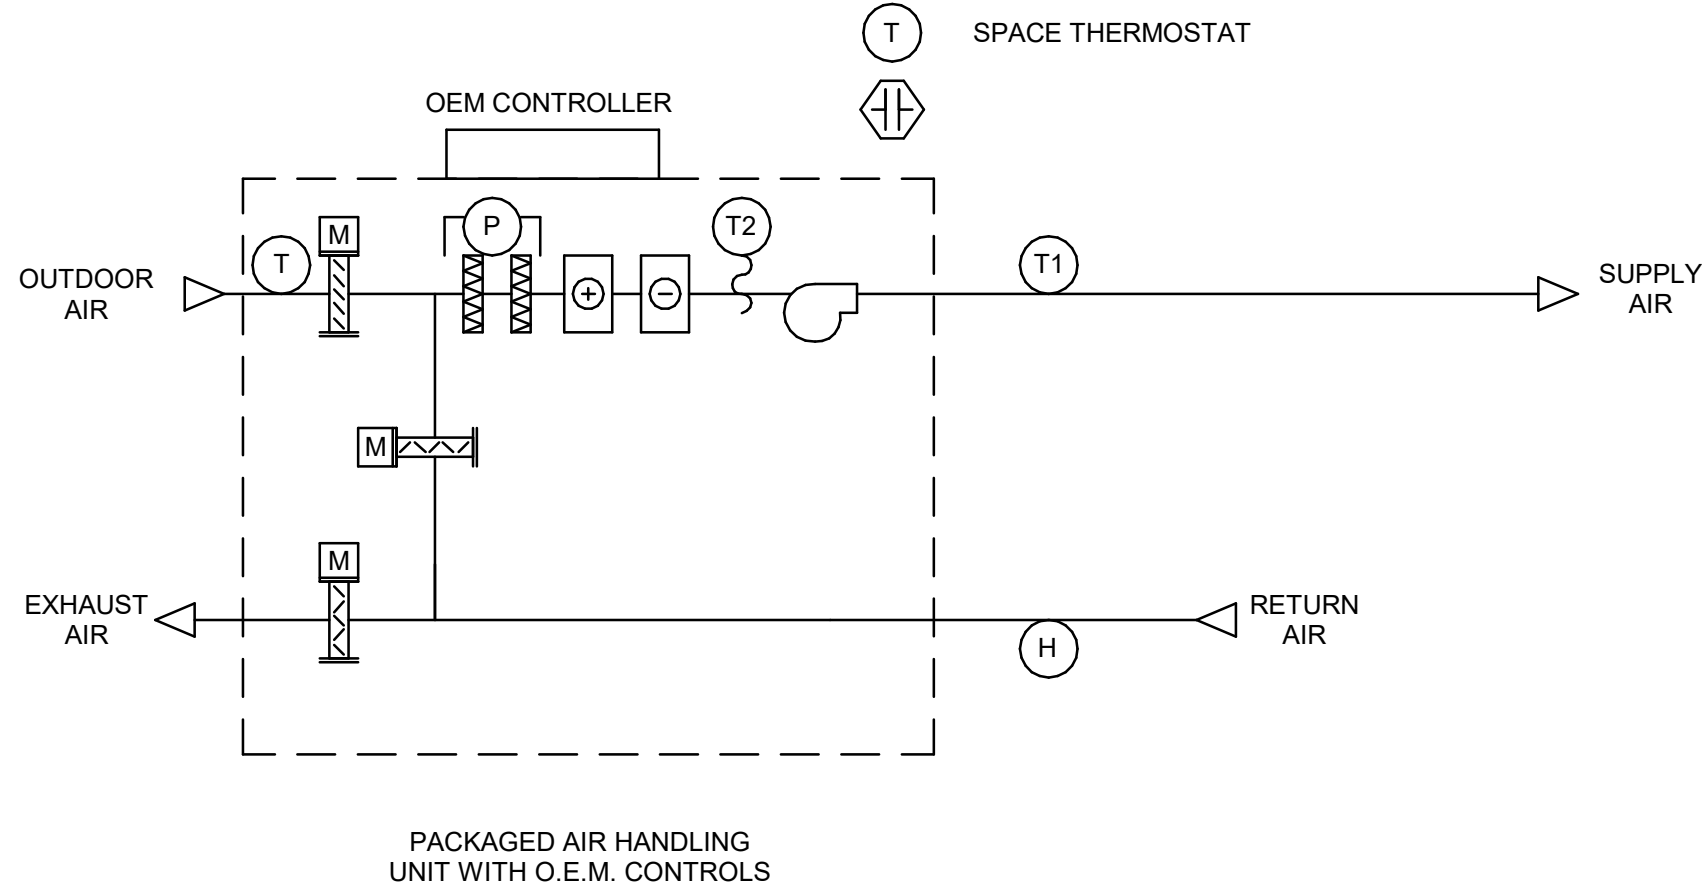 T
SPACE THERMOSTAT
OEM CONTROLLER
M
P
T2
T
T1
OUTDOOR
AIR
+
−
SUPPLY
AIR
M
M
EXHAUST
AIR
RETURN
AIR
H
PACKAGED AIR HANDLING
UNIT WITH O.E.M. CONTROLS